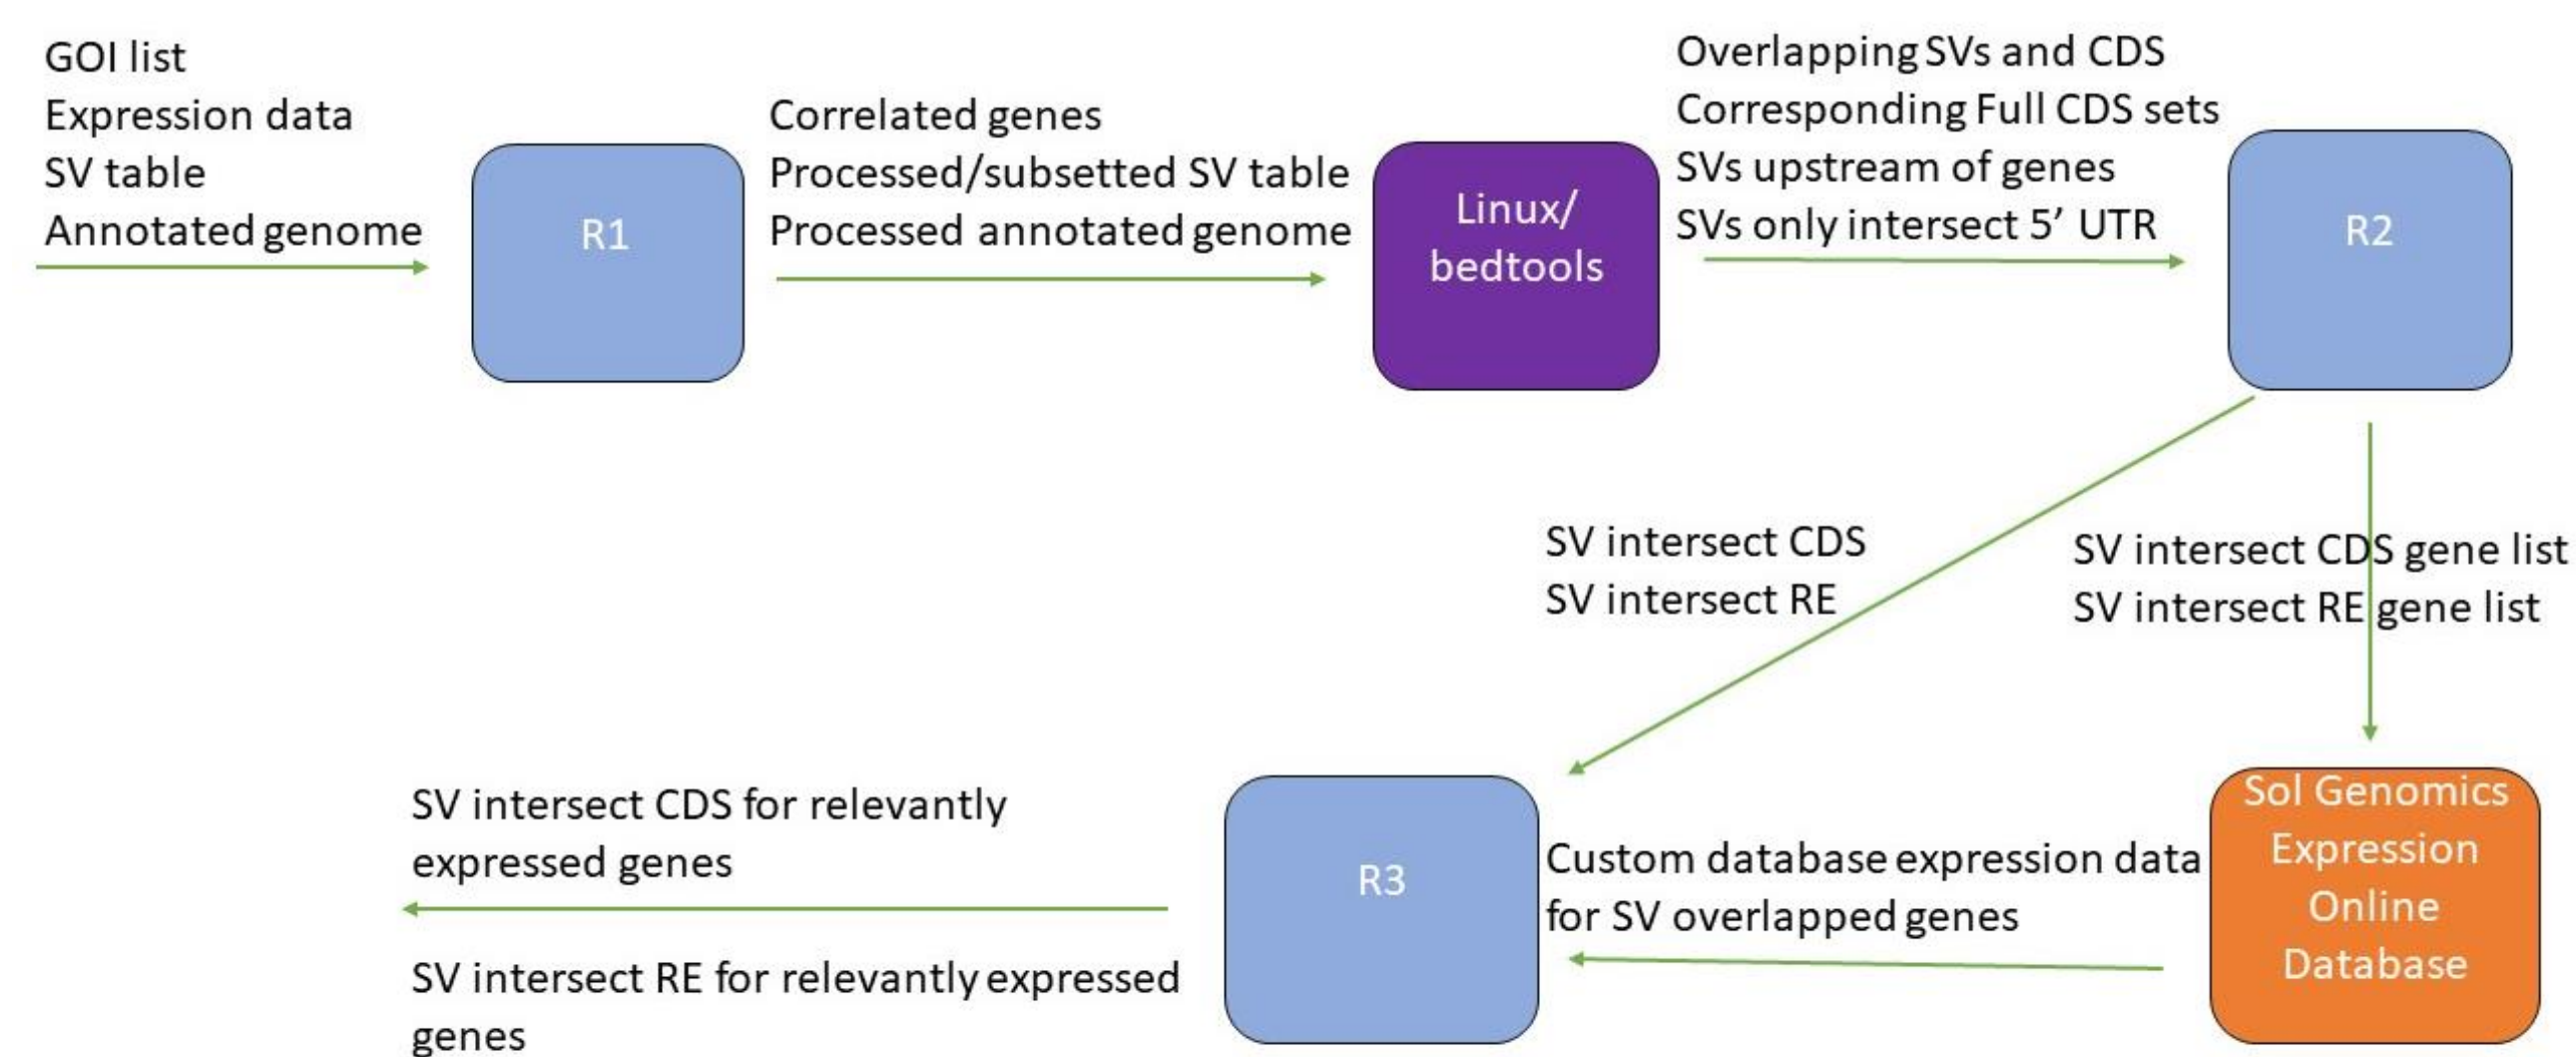 GOI list
Expression data
SV table
Annotated genome
R1
Correlated genes
Processed/subsetted SV table
Processed annotated genome
Linux/
bedtools
Overlapping SVs and CDS
Corresponding Full CDS sets
SVs upstream of genes
SVs only intersect 5’ UTR
R2
SV intersect CDS
SV intersect RE
SV intersect CDS gene list
SV intersect RE gene list
Sol Genomics
Expression
Online
Database
Custom database expression data
for SV overlapped genes
R3
SV intersect CDS for relevantly
expressed genes
SV intersect RE for relevantly expressed
genes